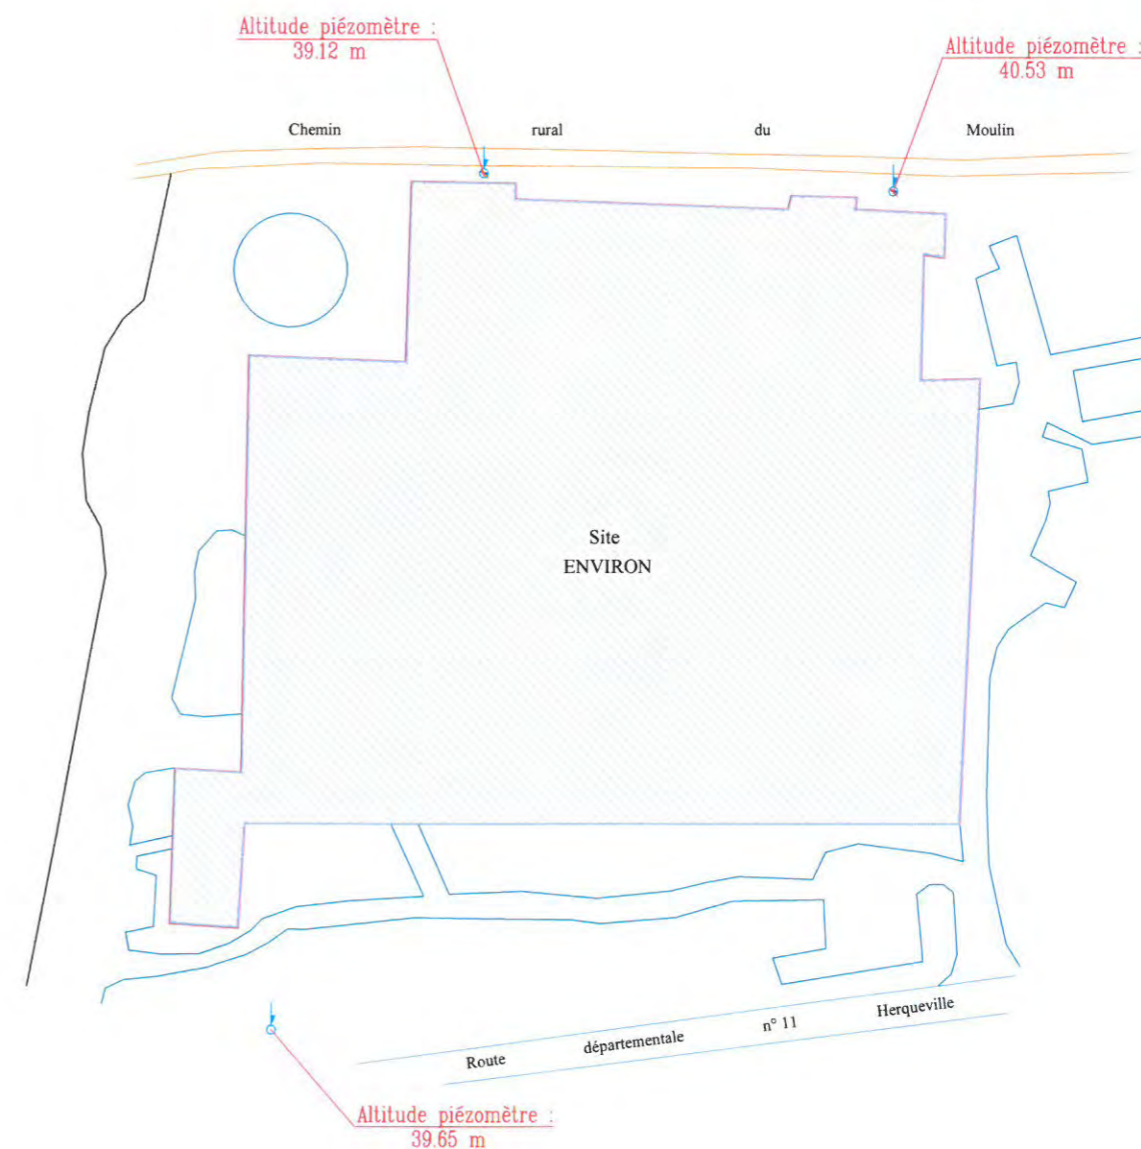 Altitude piézomètre :
39.12 m
Altitude piézomètre :
40.53 m
Chemin rural du Moulin
Site
ENVIRON
Route départementale n° 11 Herqueville
Altitude piézomètre :
39.65 m